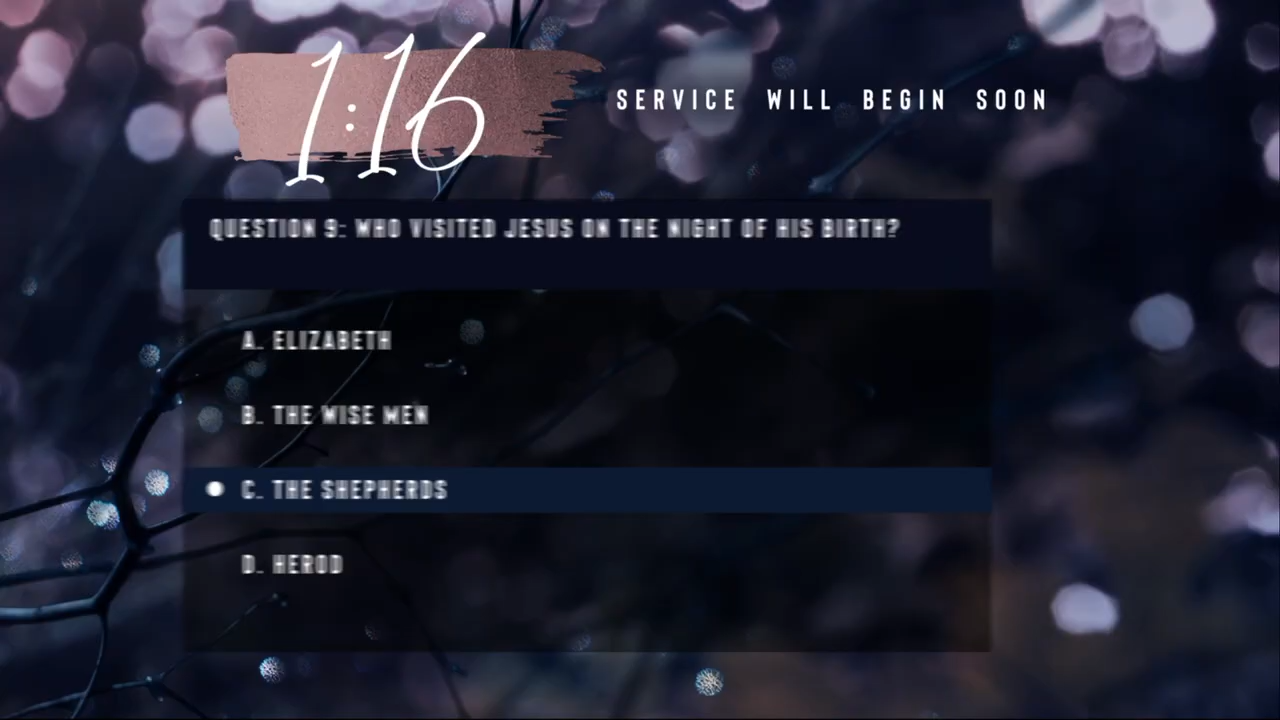 1:16
SERVICE WILL BEGIN SOON
QUESTION 9: WHO VISITED JESUS ON THE NIGHT OF HIS BIRTH?
A. ELIZABETH
B. THE WISE MEN
C. THE SHEPHERDS
D. HEROD